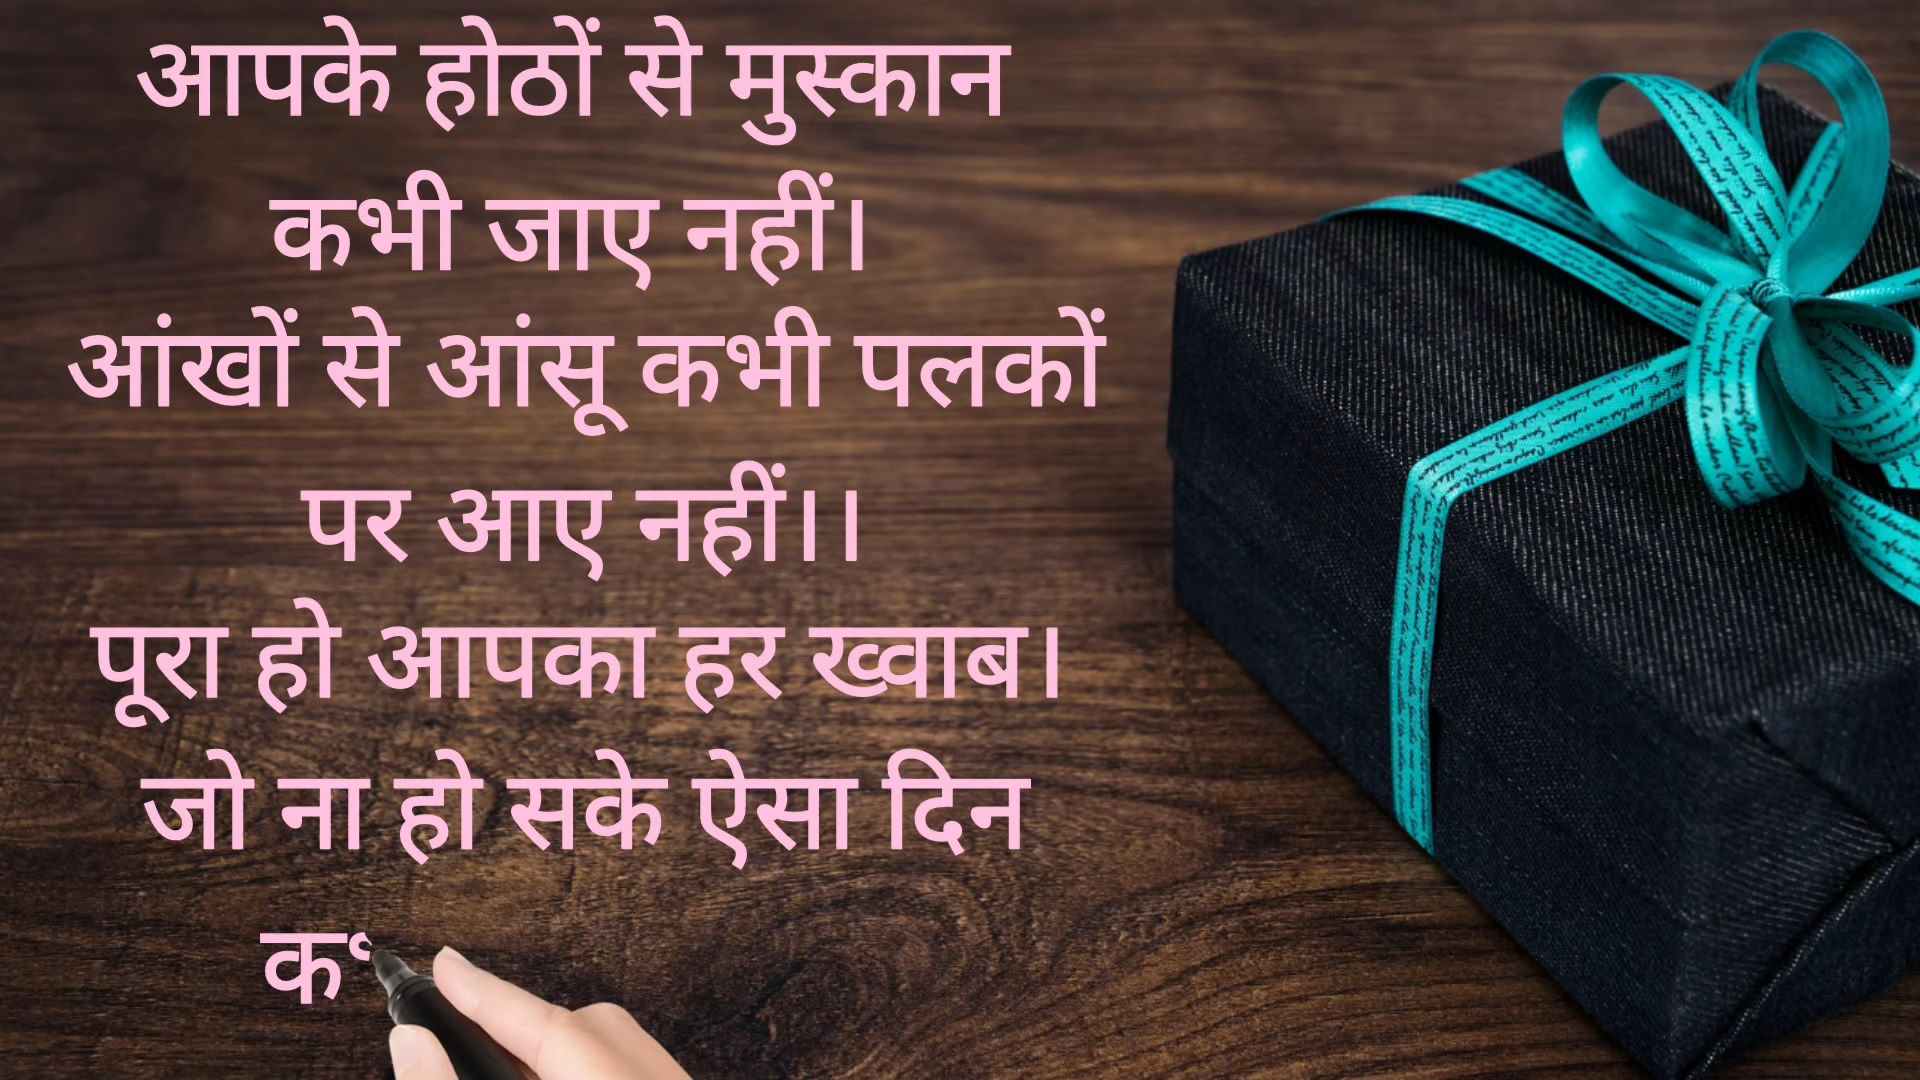 आपके होठों से मुस्कान
कभी जाए नहीं।
आंखों से आंसू कभी पलकों
पर आए नहीं।।
पूरा हो आपका हर ख्वाब।
जो ना हो सके ऐसा दिन